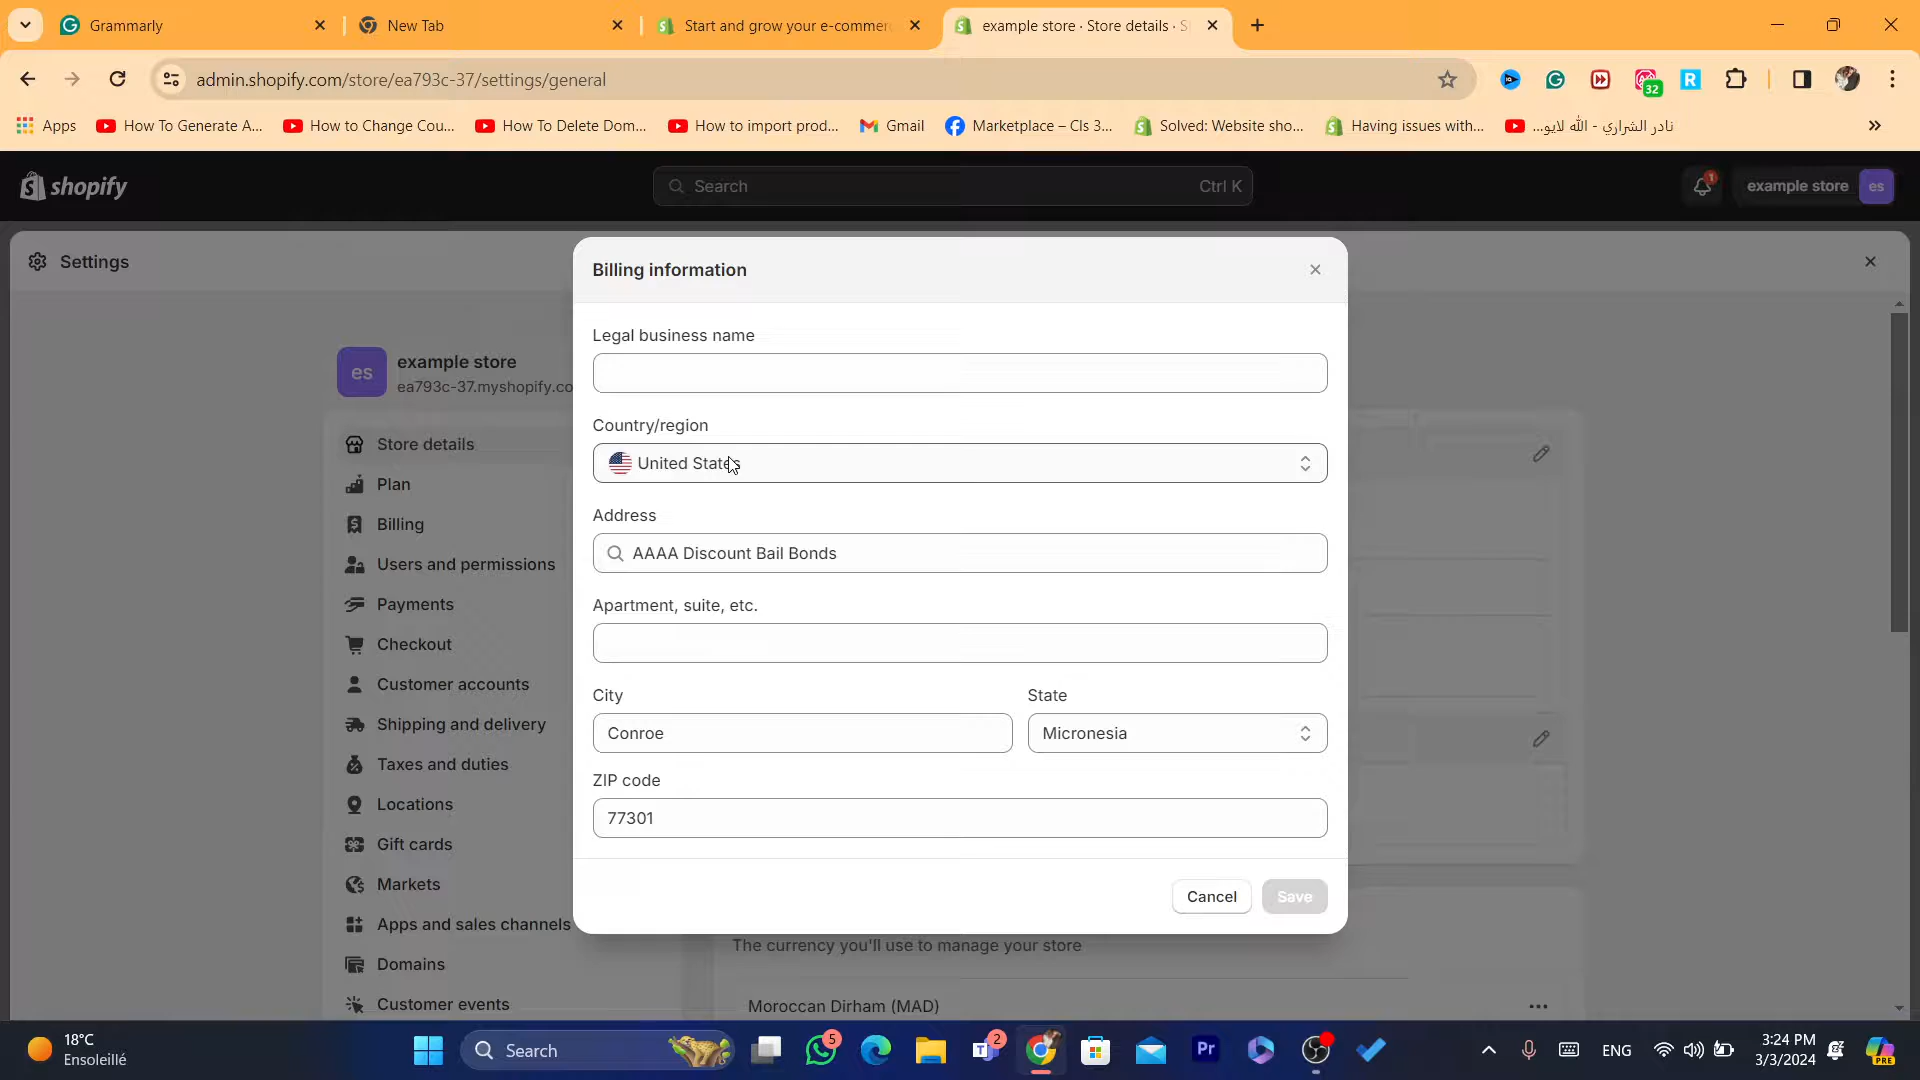 Grammarly
New Tab
Start and grow your e-commer
example store · Store details · S
admin.shopify.com/store/ea793c-37/settings/general
32
Apps
How To Generate A...
How to Change Cou...
How To Delete Dom...
How to import prod...
Gmail
Marketplace – Cls 3...
Solved: Website sho...
Having issues with...
نادر الشراري - الله لايو...
shopify
Search
Ctrl K
1
example store
es
Settings
es
example store
ea793c-37.myshopify.co
Store details
Plan
Billing
Users and permissions
Payments
Checkout
Customer accounts
Shipping and delivery
Taxes and duties
Locations
Gift cards
Markets
Apps and sales channels
Domains
Customer events
Billing information
Legal business name
Country/region
United States
Address
AAAA Discount Bail Bonds
Apartment, suite, etc.
City
State
Conroe
Micronesia
ZIP code
77301
Cancel
Save
The currency you'll use to manage your store
Moroccan Dirham (MAD)
18°C
Ensoleillé
Search
5
2
Pr
ENG
3:24 PM
3/3/2024
PRE